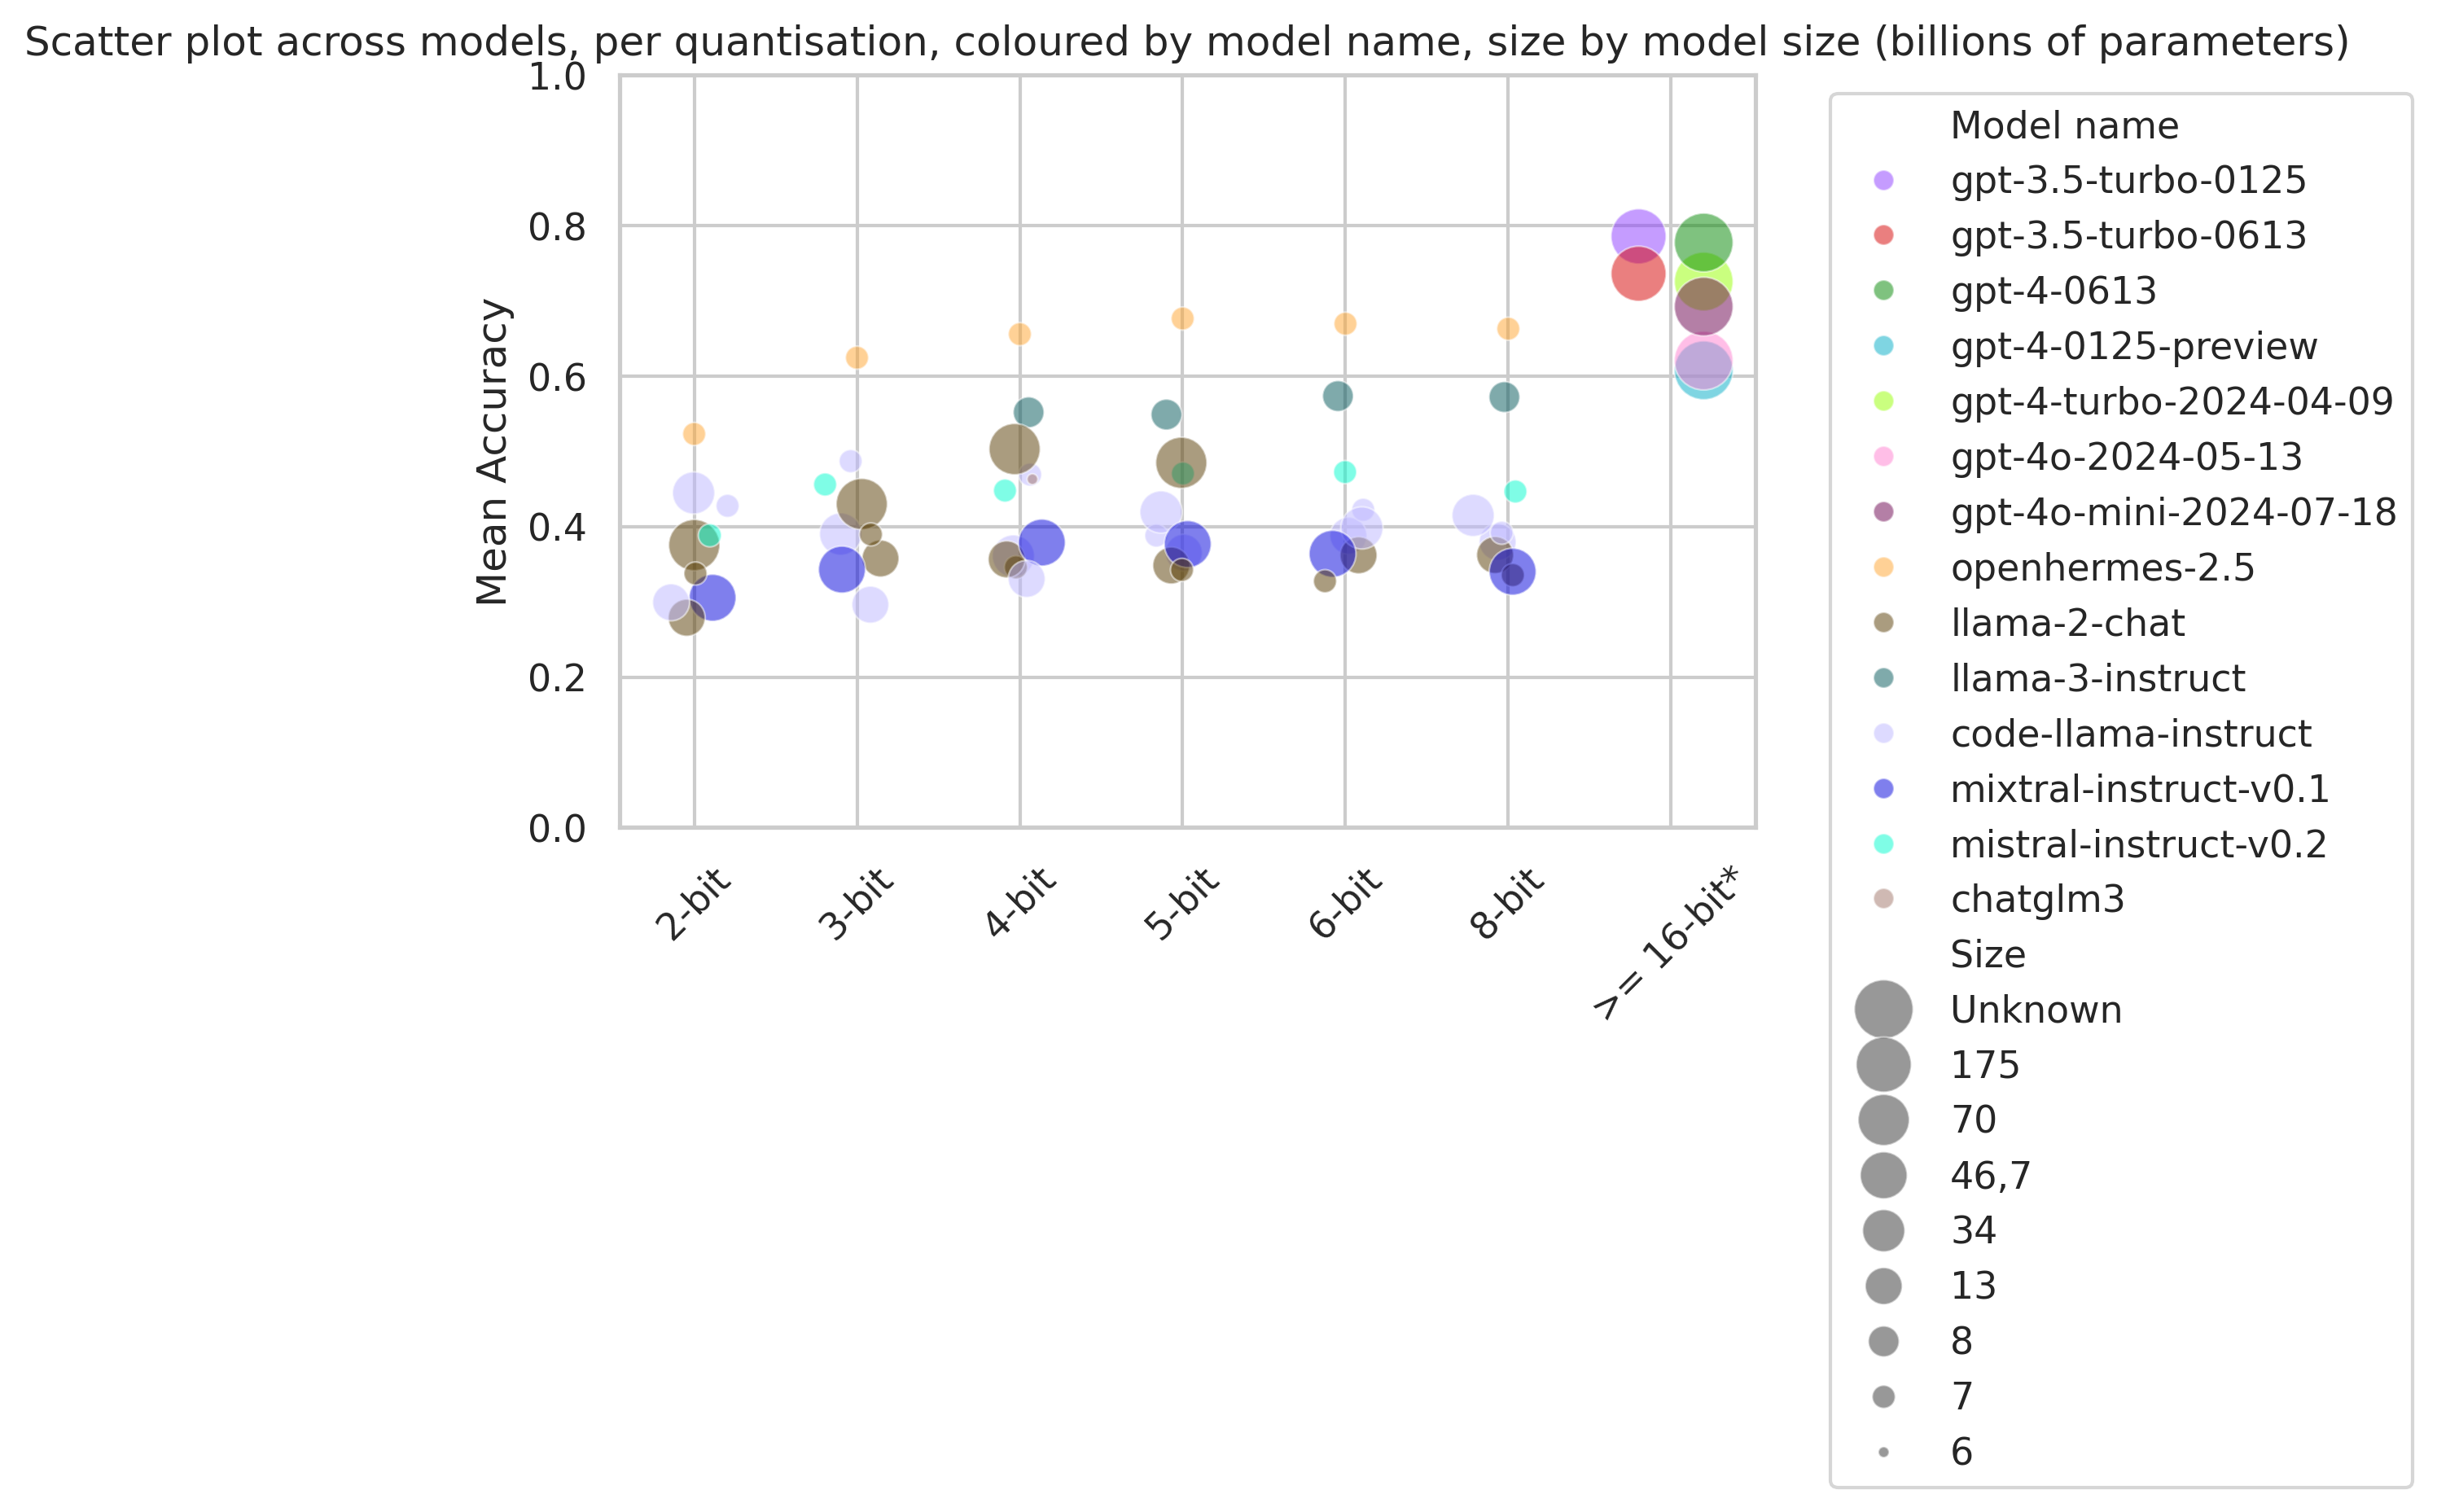 Scatter plot across models, per quantisation, coloured by model name, size by model size (billions of parameters)
Mean Accuracy
1.0
0.8
0.6
0.4
0.2
0.0
2-bit
3-bit
4-bit
5-bit
6-bit
8-bit
>= 16-bit*
Model name
gpt-3.5-turbo-0125
gpt-3.5-turbo-0613
gpt-4-0613
gpt-4-0125-preview
gpt-4-turbo-2024-04-09
gpt-4o-2024-05-13
gpt-4o-mini-2024-07-18
openhermes-2.5
llama-2-chat
llama-3-instruct
code-llama-instruct
mixtral-instruct-v0.1
mistral-instruct-v0.2
chatglm3
Size
Unknown
175
70
46,7
34
13
8
7
6